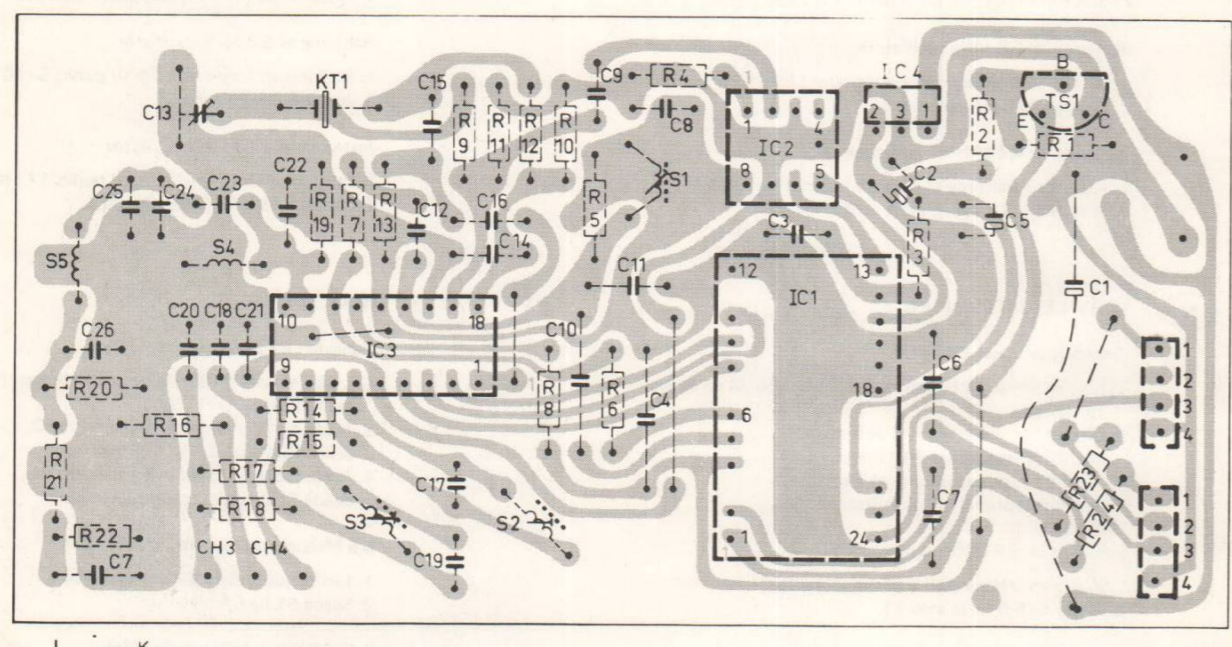 KT1
C15
C9
R4
1
IC4
B
TS1
C13
R9
R11
R12
R10
C8
1
4
IC2
2 3 1
R2
E
C
R1
C25
C24
C23
C22
R19
R7
R13
C12
C16
C14
R5
S1
8
5
C2
C3
R3
C5
S5
S4
C11
12
13
IC1
C1
10
18
IC3
9
1
C20
C18
C21
C26
R20
R16
R14
R15
C10
R8
R6
C4
6
18
C6
1
2
3
4
R21
R17
R18
C17
S3
S2
C19
R22
C7
CH3
CH4
1
24
C7
R23
R24
1
2
3
4